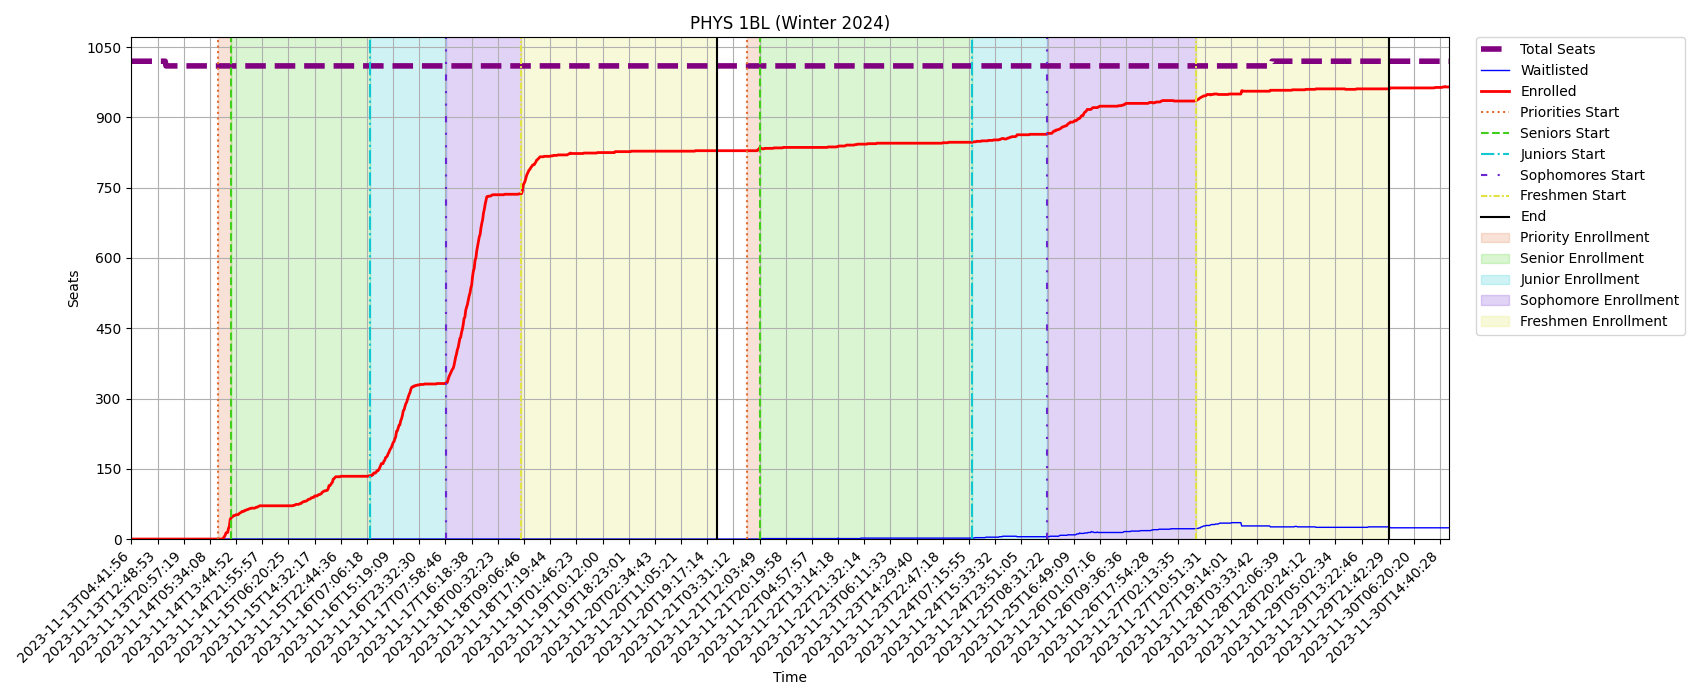 PHYS 1BL (Winter 2024)
Seats
1050
900
750
600
450
300
150
0
2023-11-13T04:41:56
2023-11-13T12:48:53
2023-11-13T20:57:19
2023-11-14T05:34:08
2023-11-14T13:44:52
2023-11-14T21:55:57
2023-11-15T06:20:25
2023-11-15T14:32:17
2023-11-15T22:44:36
2023-11-16T07:06:18
2023-11-16T15:19:09
2023-11-16T23:32:30
2023-11-17T07:58:46
2023-11-17T16:18:38
2023-11-18T00:32:23
2023-11-18T09:06:46
2023-11-18T17:19:44
2023-11-19T01:46:23
2023-11-19T10:12:00
2023-11-19T18:23:01
2023-11-20T02:34:43
2023-11-20T11:05:21
2023-11-20T19:17:14
2023-11-21T03:31:12
2023-11-21T12:03:49
2023-11-21T20:19:58
2023-11-22T04:57:57
2023-11-22T13:14:18
2023-11-22T21:32:14
2023-11-23T06:11:33
2023-11-23T14:29:40
2023-11-23T22:47:18
2023-11-24T07:15:55
2023-11-24T15:33:32
2023-11-24T23:51:05
2023-11-25T08:31:22
2023-11-25T16:49:09
2023-11-26T01:07:16
2023-11-26T09:36:36
2023-11-26T17:54:28
2023-11-27T02:13:35
2023-11-27T10:51:31
2023-11-27T19:14:01
2023-11-28T03:33:42
2023-11-28T12:06:39
2023-11-28T20:24:12
2023-11-29T05:02:34
2023-11-29T13:22:46
2023-11-29T21:42:29
2023-11-30T06:20:20
2023-11-30T14:40:28
Time
Total Seats
Waitlisted
Enrolled
Priorities Start
Seniors Start
Juniors Start
Sophomores Start
Freshmen Start
End
Priority Enrollment
Senior Enrollment
Junior Enrollment
Sophomore Enrollment
Freshmen Enrollment